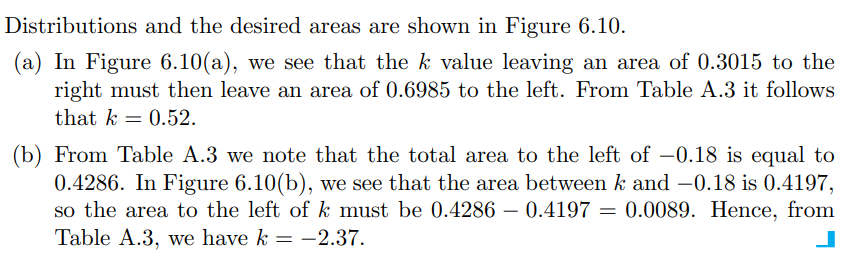 Distributions and the desired areas are shown in Figure 6.10.
(a) In Figure 6.10(a), we see that the k value leaving an area of 0.3015 to the
right must then leave an area of 0.6985 to the left. From Table A.3 it follows
that k = 0.52.
(b) From Table A.3 we note that the total area to the left of −0.18 is equal to
0.4286. In Figure 6.10(b), we see that the area between k and −0.18 is 0.4197,
so the area to the left of k must be 0.4286 − 0.4197 = 0.0089. Hence, from
Table A.3, we have k = −2.37.